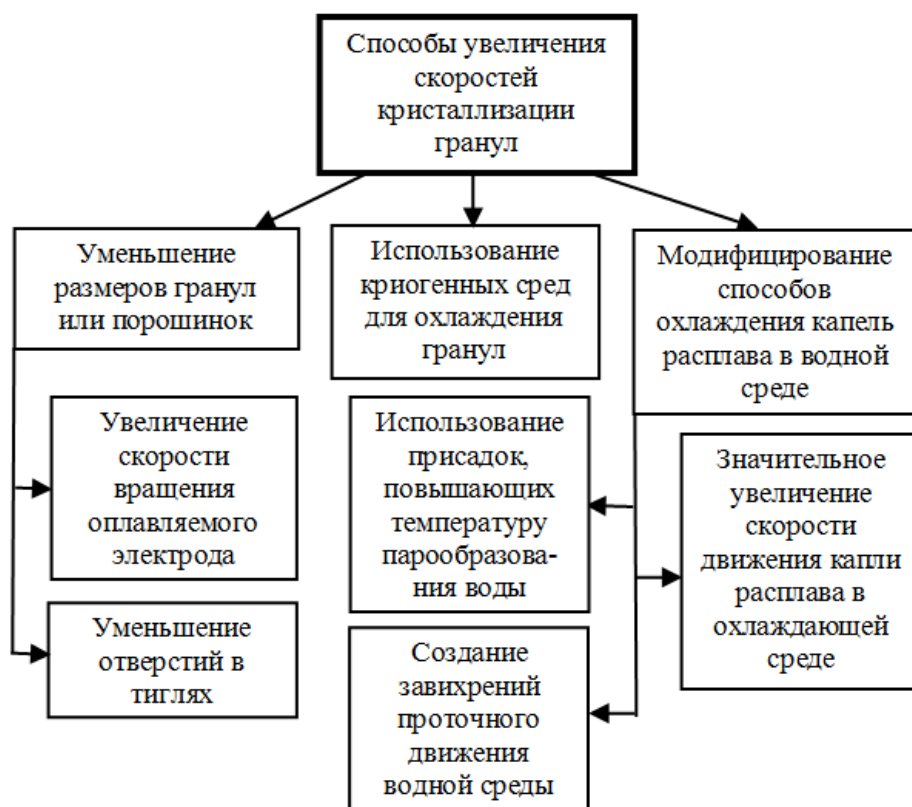 Способы увеличения
скоростей
кристаллизации
гранул
Уменьшение
размеров гранул
или порошинок
Использование
криогенных сред
для охлаждения
гранул
Модифицирование
способов
охлаждения капель
расплава в водной
среде
Увеличение
скорости
вращения
оплавляемого
электрода
Использование
присадок,
повышающих
температуру
парообразова-
ния воды
Значительное
увеличение
скорости
движения капли
расплава в
охлаждающей
среде
Уменьшение
отверстий в
тиглях
Создание
завихрений
проточного
движения
водной среды